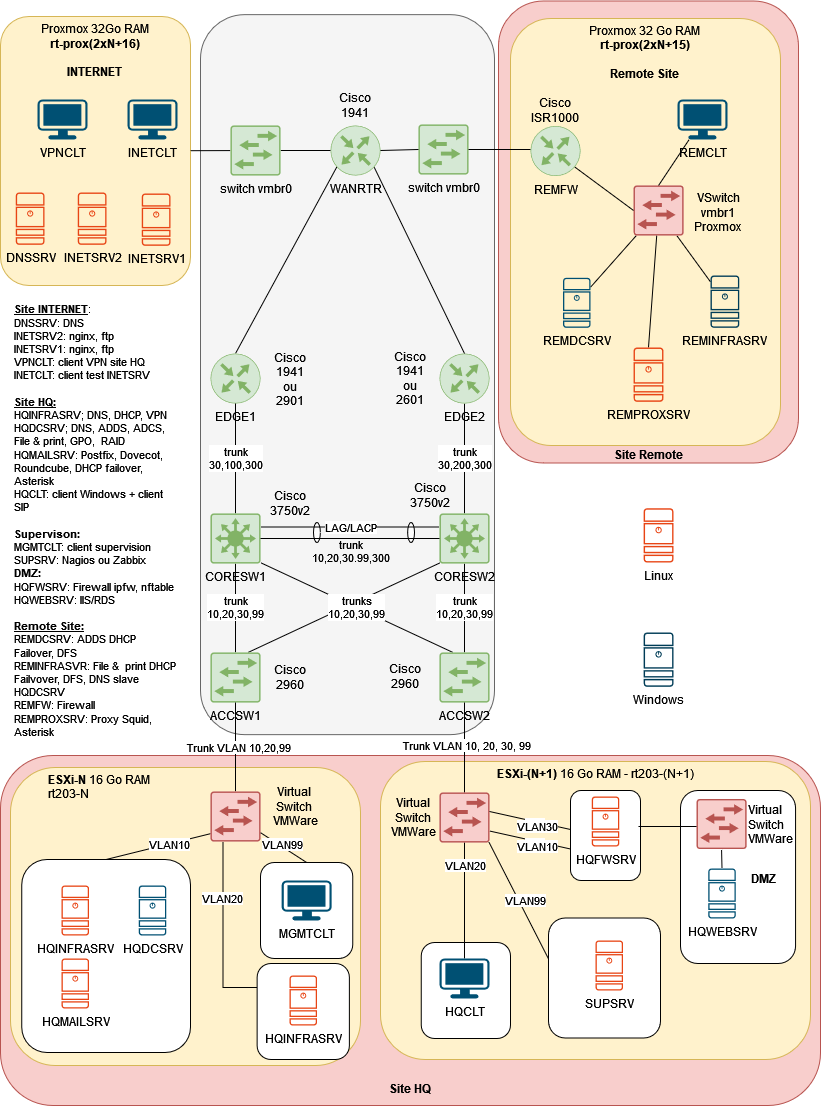 Proxmox 32Go RAM
rt-prox(2xN+16)
INTERNET
VPNCLT
INETCLT
DNSSRV
INETSRV2
INETSRV1
switch vmbr0
Cisco
1941
WANRTR
switch vmbr0
Proxmox 32 Go RAM
rt-prox(2xN+15)
Remote Site
Cisco
ISR1000
REMFW
REMCLT
VSwitch
vmbr1
Proxmox
REMDCSRV
REMINFRASRV
REMPROXSRV
Site Remote
Site INTERNET:
DNSSRV: DNS
INETSRV2: nginx, ftp
INETSRV1: nginx, ftp
VPNCLT: client VPN site HQ
INETCLT: client test INETSRV
Site HQ:
HQINFRASRV; DNS, DHCP, VPN
HQDCSRV; DNS, ADDS, ADCS,
File & print, GPO, RAID
HQMAILSRV: Postfix, Dovecot,
Roundcube, DHCP failover,
Asterisk
HQCLT: client Windows + client
SIP
Supervison:
MGMTCLT: client supervision
SUPSRV: Nagios ou Zabbix
DMZ:
HQFWSRV: Firewall ipfw, nftable
HQWEBSRV: IIS/RDS
Remote Site:
REMDCSRV: ADDS DHCP
Failover, DFS
REMINFRASVR: File & print DHCP
Failvover, DFS, DNS slave
HQDCSRV
REMFW: Firewall
REMPROXSRV: Proxy Squid,
Asterisk
Cisco
1941
ou
2901
EDGE1
Cisco
1941
ou
2601
EDGE2
trunk
30,100,300
trunk
30,200,300
Cisco
3750v2
Cisco
3750v2
LAG/LACP
trunk
10,20,30.99,300
CORESW1
CORESW2
trunk
10,20,30,99
trunks
10,20,30,99
trunk
10,20,30,99
Cisco
2960
Cisco
2960
ACCSW1
ACCSW2
Linux
Windows
Trunk VLAN 10,20,99
Trunk VLAN 10, 20, 30, 99
ESXi-N 16 Go RAM
rt203-N
Virtual
Switch
VMWare
VLAN10
VLAN99
VLAN20
HQINFRASRV
HQDCSRV
HQMAILSRV
MGMTCLT
HQINFRASRV
ESXi-(N+1) 16 Go RAM - rt203-(N+1)
Virtual
Switch
VMWare
VLAN30
VLAN10
VLAN20
VLAN99
HQFWSRV
Virtual
Switch
VMWare
DMZ
HQWEBSRV
HQCLT
SUPSRV
Site HQ